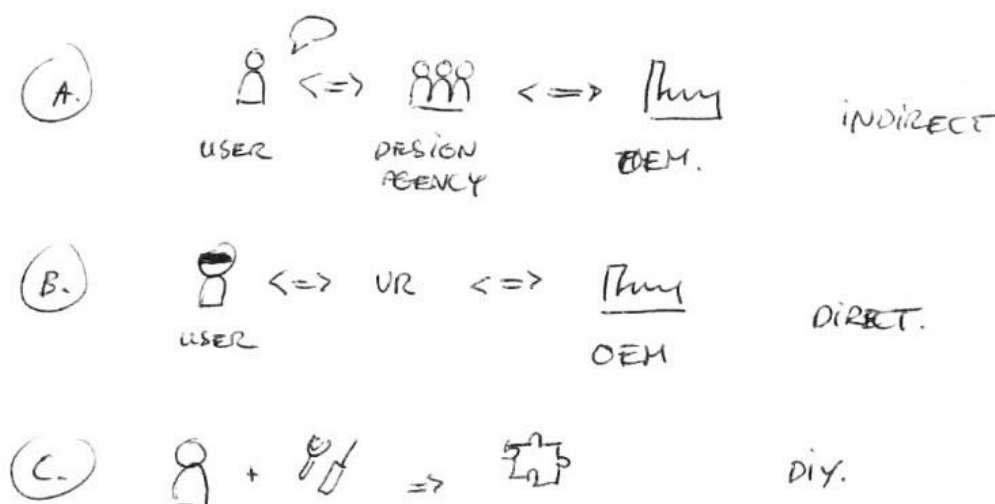 A. <=> <=> INDIRECT
USER DESIGN AGENCY OEM.
B. <=> VR <=> DIRECT.
USER OEM
C. + => DIY.